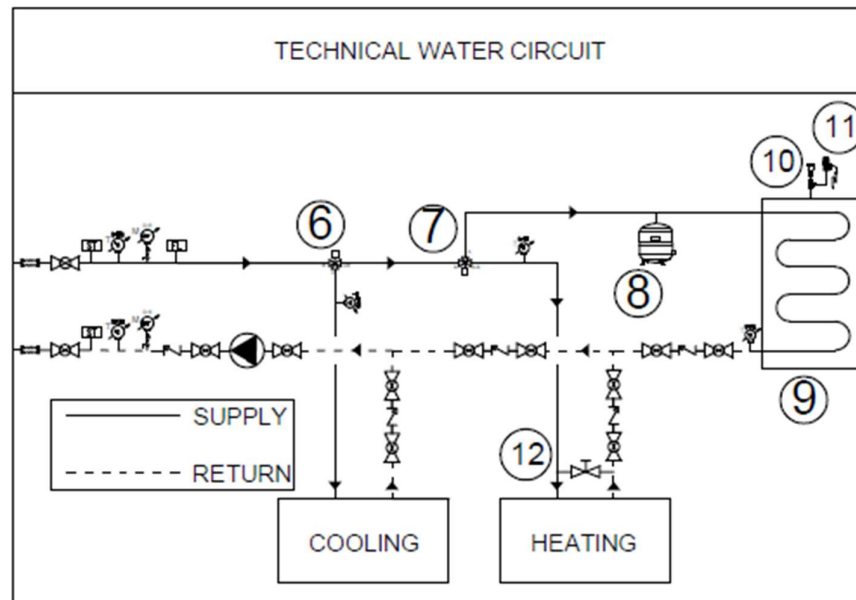 TECHNICAL WATER CIRCUIT
11
10
6
7
8
9
SUPPLY
RETURN
12
COOLING
HEATING